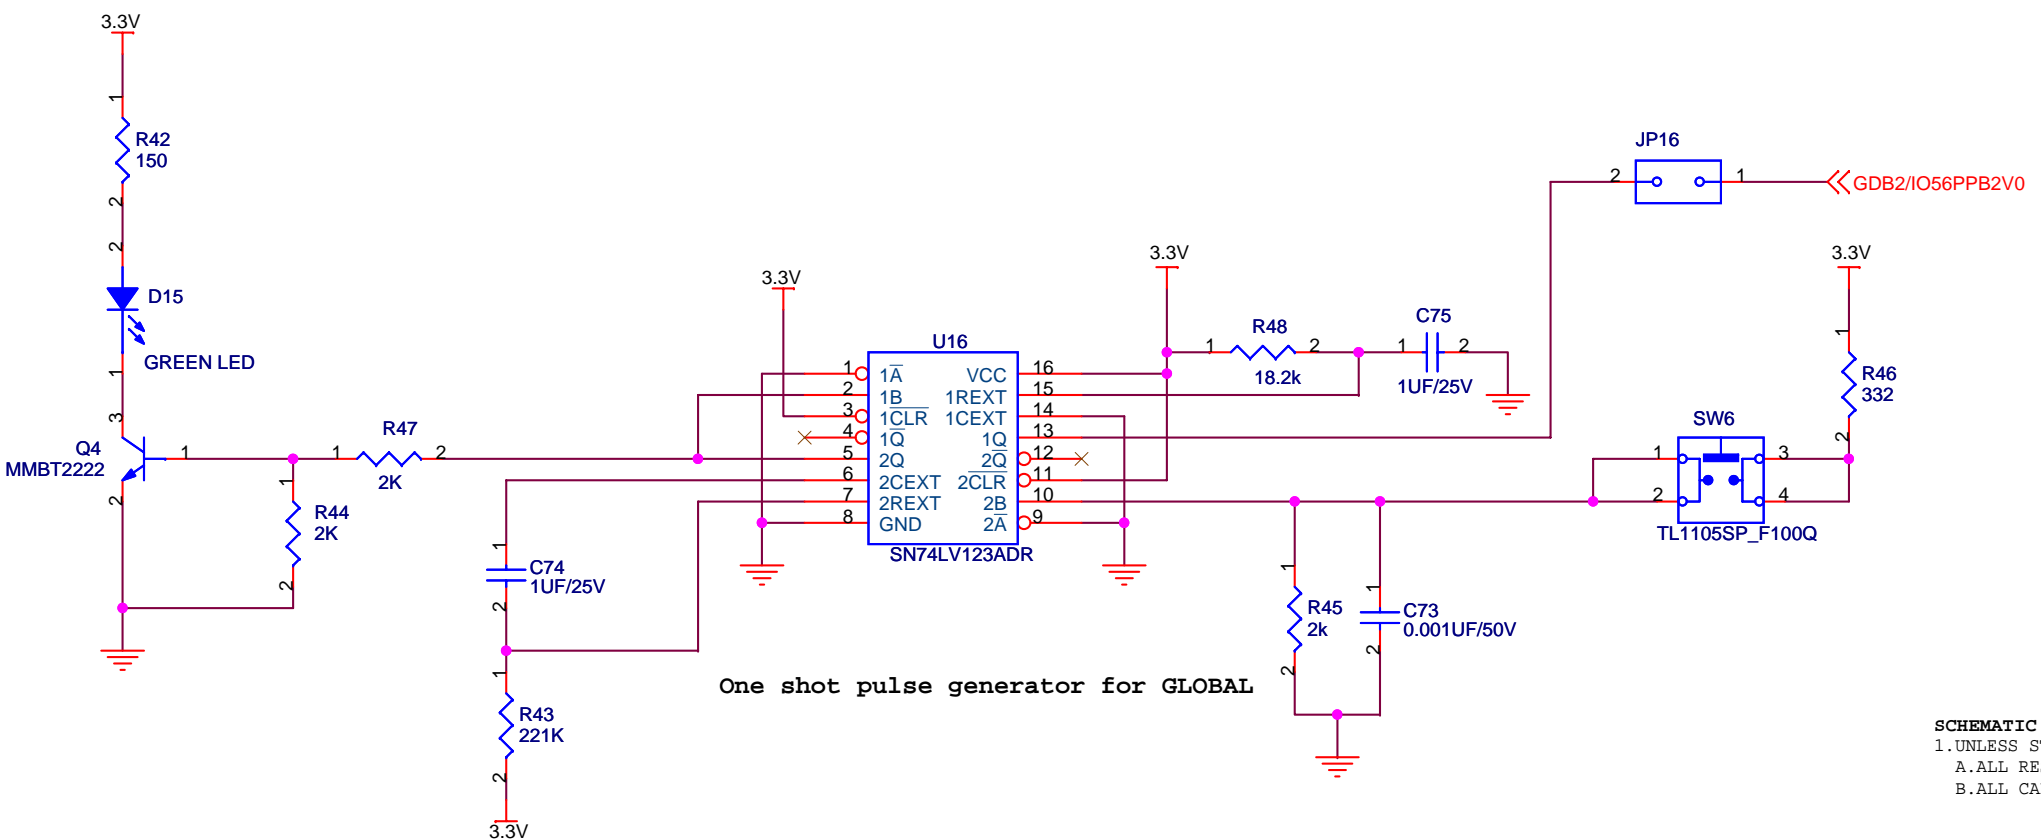 3.3V
1
R42
150
2
2
D15
GREEN LED
1
3
Q4
MMBT2222
1
2
R47
1
2
2K
1
R44
2K
2
3.3V
U16
1 1A VCC 16
2 1B 1REXT 15
3 1CLR 1CEXT 14
4 1Q 1Q 13
5 2Q 2Q 12
6 2CEXT 2CLR 11
7 2REXT 2B 10
8 GND 2A 9
SN74LV123ADR
1
C74
1UF/25V
2
1
R43
221K
2
3.3V
3.3V
R48
1
2
18.2k
C75
1
2
1UF/25V
JP16
2
1
GDB2/IO56PPB2V0
3.3V
1
R46
332
2
SW6
1
3
2
4
TL1105SP_F100Q
1
R45
2k
2
1
C73
0.001UF/50V
2
One shot pulse generator for GLOBAL
SCHEMATIC
1.UNLESS
A.ALL
B.ALL